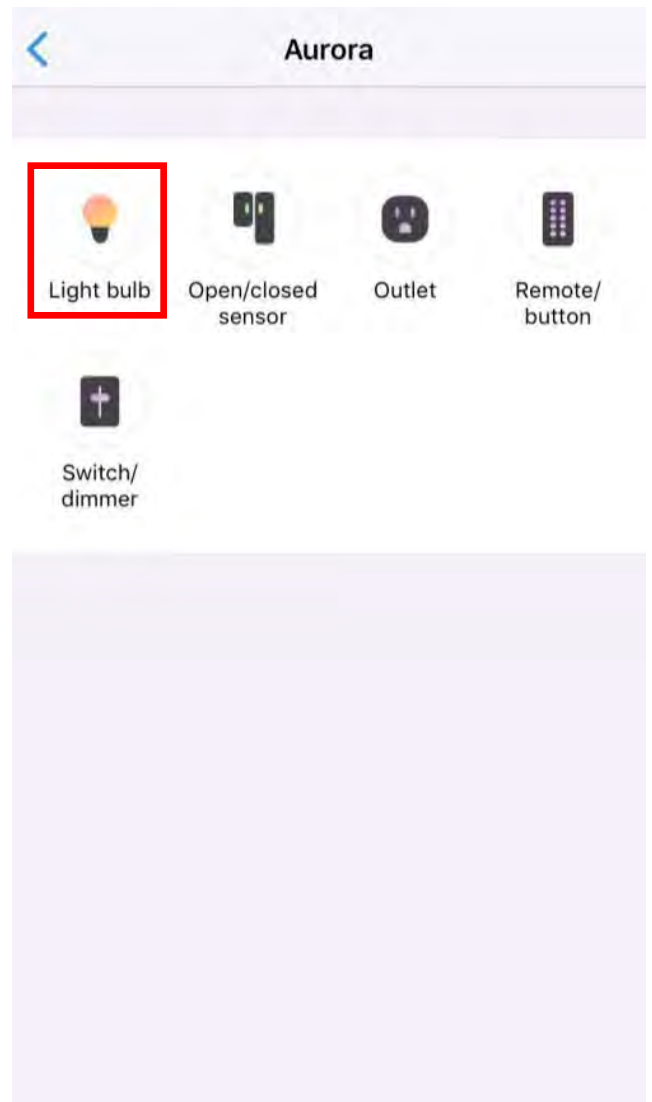 Aurora
Light bulb
Open/closed
sensor
Outlet
Remote/
button
Switch/
dimmer